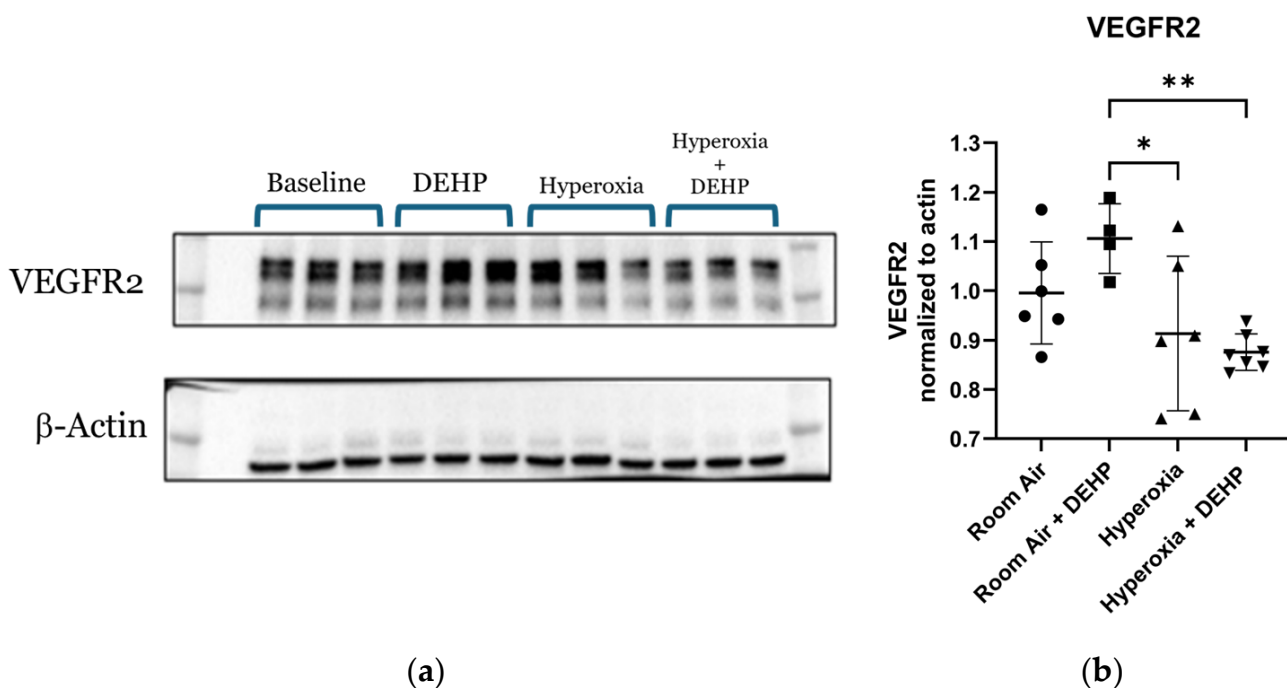 Baseline
DEHP
Hyperoxia
Hyperoxia
+
DEHP
VEGFR2
β-Actin
(a)
VEGFR2
**
*
VEGFR2
normalized to actin
1.3
1.2
1.1
1.0
0.9
0.8
0.7
Room Air
Room Air + DEHP
Hyperoxia
Hyperoxia + DEHP
(b)